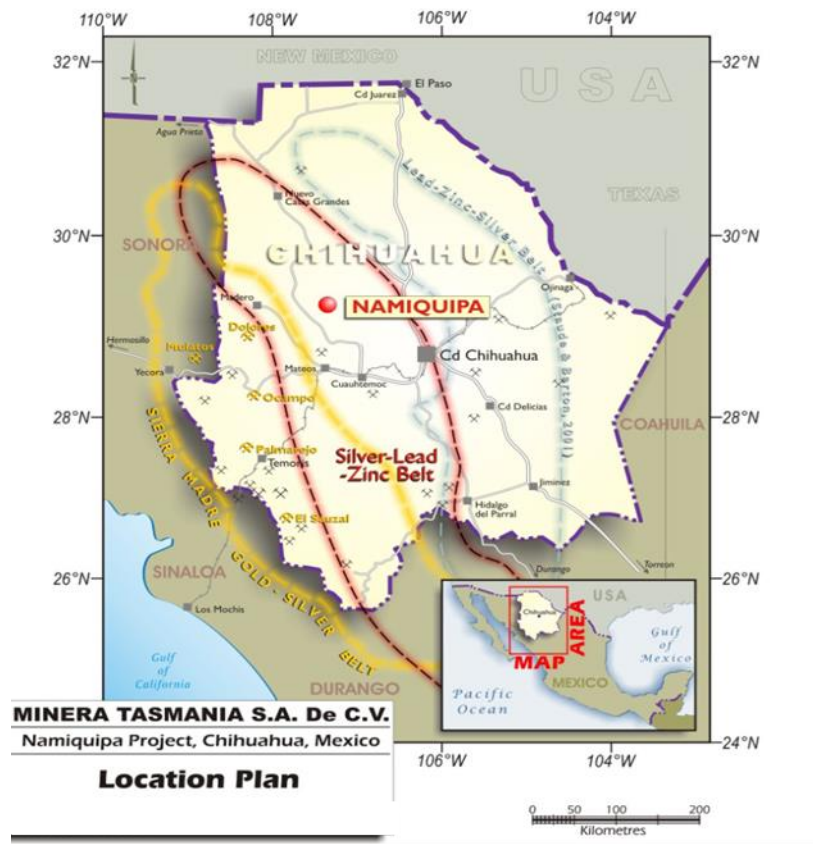 110°W
108°W
106°W
104°W
32°N
32°N
NEW MEXICO
USA
El Paso
Cd Juarez
Agua Prieta
Lead-Zinc-Silver Belt (Staude & Barton, 2001)
TEXAS
Nuevo
Casas Grandes
30°N
30°N
SONORA
CHIHUAHUA
Ojinaga
Madero
NAMIQUIPA
Dolores
Hermosillo
Mulatos
Yecora
Mateos
Cuauhtemoc
Cd Chihuahua
Ocampo
Cd Delicias
28°N
28°N
COAHUILA
SIERRA MADRE GOLD-SILVER BELT
Palmarejo
Temoris
Silver-Lead
-Zinc Belt
Jiminez
Hidalgo
del Parral
El Sauzal
26°N
26°N
SINALOA
Durango
Torreon
Los Mochis
Gulf
of
California
DURANGO
Chihuahua
USA
MAP
AREA
Gulf
of
Mexico
MEXICO
Pacific
Ocean
MINERA TASMANIA S.A. De C.V.
Namiquipa Project, Chihuahua, Mexico
Location Plan
106°W
104°W
24°N
0 50 100 200
Kilometres